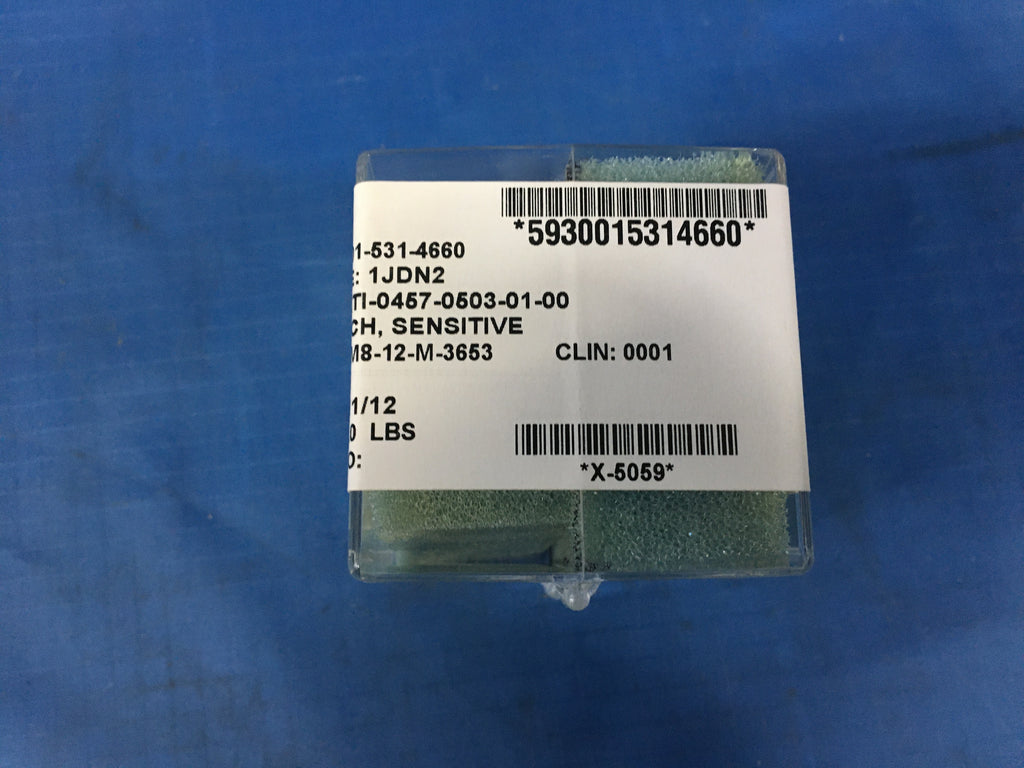 *5930015314660*
1-531-4660
: 1JDN2
TI-0457-0503-01-00
CH, SENSITIVE
M8-12-M-3653 CLIN: 0001
1/12
0 LBS
O:
*X-5059*